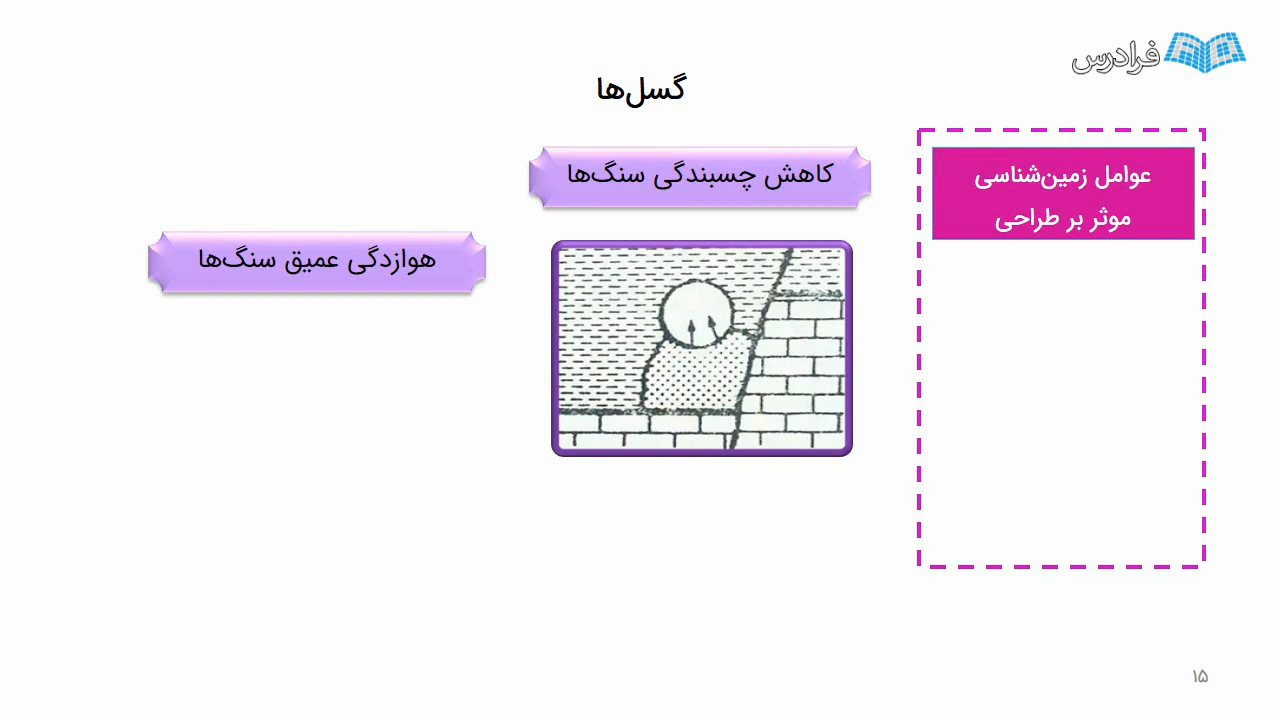 فرادرس
گسل‌ها
عوامل زمین‌شناسی
موثر بر طراحی
کاهش چسبندگی سنگ‌ها
هوازدگی عمیق سنگ‌ها
۱۵